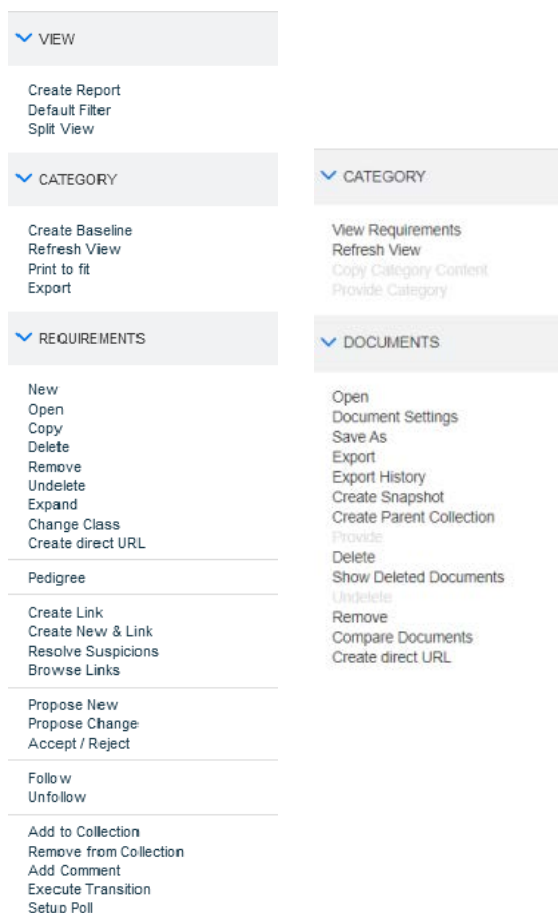 VIEW
Create Report
Default Filter
Split View
CATEGORY
Create Baseline
Refresh View
Print to fit
Export
REQUIREMENTS
New
Open
Copy
Delete
Remove
Undelete
Expand
Change Class
Create direct URL
Pedigree
Create Link
Create New & Link
Resolve Suspicions
Browse Links
Propose New
Propose Change
Accept / Reject
Follow
Unfollow
Add to Collection
Remove from Collection
Add Comment
Execute Transition
Setup Poll
CATEGORY
View Requirements
Refresh View
Copy Category Content
Provide Category
DOCUMENTS
Open
Document Settings
Save As
Export
Export History
Create Snapshot
Create Parent Collection
Provide
Delete
Show Deleted Documents
Undelete
Remove
Compare Documents
Create direct URL